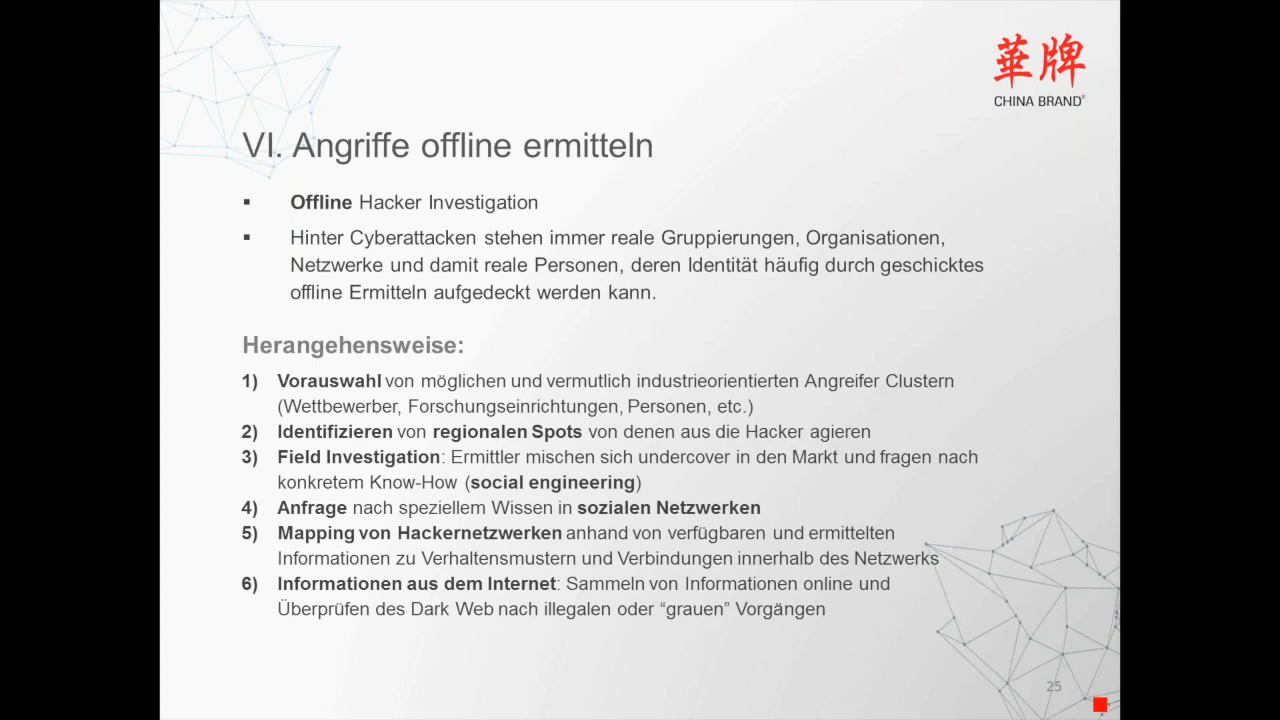 華牌
CHINA BRAND®
VI. Angriffe offline ermitteln
▪ Offline Hacker Investigation
▪ Hinter Cyberattacken stehen immer reale Gruppierungen, Organisationen,
Netzwerke und damit reale Personen, deren Identität häufig durch geschicktes
offline Ermitteln aufgedeckt werden kann.
Herangehensweise:
1) Vorauswahl von möglichen und vermutlich industrieorientierten Angreifer Clustern
(Wettbewerber, Forschungseinrichtungen, Personen, etc.)
2) Identifizieren von regionalen Spots von denen aus die Hacker agieren
3) Field Investigation: Ermittler mischen sich undercover in den Markt und fragen nach
konkretem Know-How (social engineering)
4) Anfrage nach speziellem Wissen in sozialen Netzwerken
5) Mapping von Hackernetzwerken anhand von verfügbaren und ermittelten
Informationen zu Verhaltensmustern und Verbindungen innerhalb des Netzwerks
6) Informationen aus dem Internet: Sammeln von Informationen online und
Überprüfen des Dark Web nach illegalen oder “grauen” Vorgängen
25